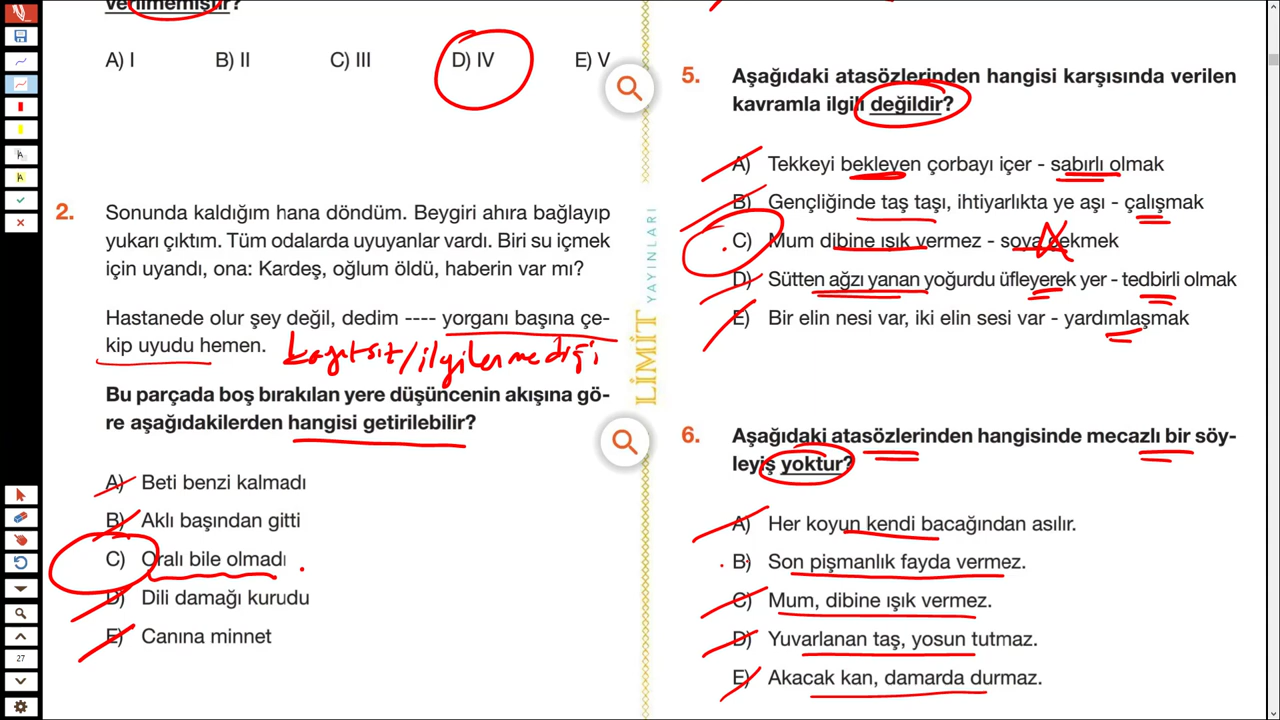 verilmemiştir?
A) I B) II C) III D) IV E) V
2. Sonunda kaldığım hana döndüm. Beygiri ahıra bağlayıp
yukarı çıktım. Tüm odalarda uyuyanlar vardı. Biri su içmek
için uyandı, ona: Kardeş, oğlum öldü, haberin var mı?
Hastanede olur şey değil, dedim ---- yorganı başına çe-
kip uyudu hemen. kayıtsız/ilgilenmediği
Bu parçada boş bırakılan yere düşüncenin akışına gö-
re aşağıdakilerden hangisi getirilebilir?
A) Beti benzi kalmadı
B) Aklı başından gitti
C) Oralı bile olmadı
D) Dili damağı kurudu
E) Canına minnet
LİMİT YAYINLARI
5. Aşağıdaki atasözlerinden hangisi karşısında verilen
kavramla ilgili değildir?
A) Tekkeyi bekleyen çorbayı içer - sabırlı olmak
B) Gençliğinde taş taşı, ihtiyarlıkta ye aşı - çalışmak
C) Mum dibine ışık vermez - soya çekmek
D) Sütten ağzı yanan yoğurdu üfleyerek yer - tedbirli olmak
E) Bir elin nesi var, iki elin sesi var - yardımlaşmak
6. Aşağıdaki atasözlerinden hangisinde mecazlı bir söy-
leyiş yoktur?
A) Her koyun kendi bacağından asılır.
B) Son pişmanlık fayda vermez.
C) Mum, dibine ışık vermez.
D) Yuvarlanan taş, yosun tutmaz.
E) Akacak kan, damarda durmaz.
27